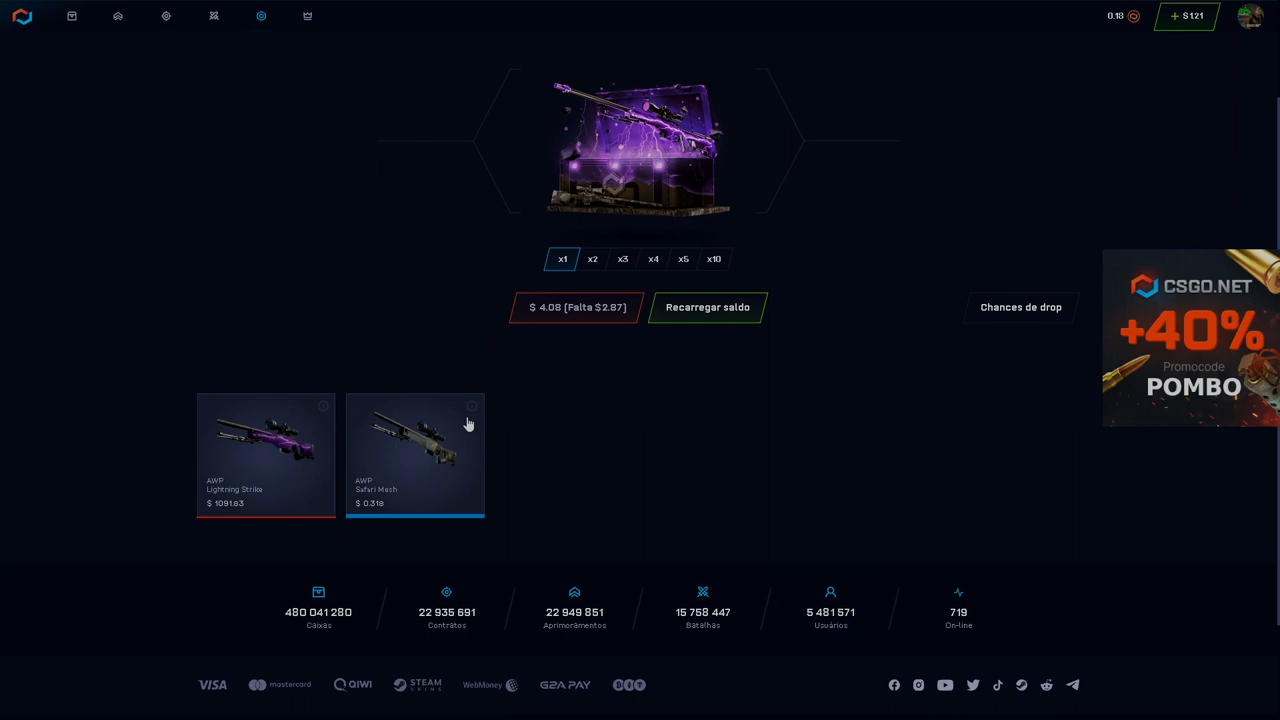 0.18
+ $1.21
x1 x2 x3 x4 x5 x10
$ 4.08 (Falta $2.87)
Recarregar saldo
Chances de drop
CSGO.NET
+40%
Promocode
POMBO
AWP
Lightning Strike
$ 1091.83
AWP
Safari Mesh
$ 0.318
480 041 280
Caixas
22 935 691
Contratos
22 949 851
Aprimoramentos
15 758 447
Batalhas
5 481 571
Usuários
719
On-line
VISA
mastercard
QIWI
STEAM
SKINS
WebMoney
G2A PAY